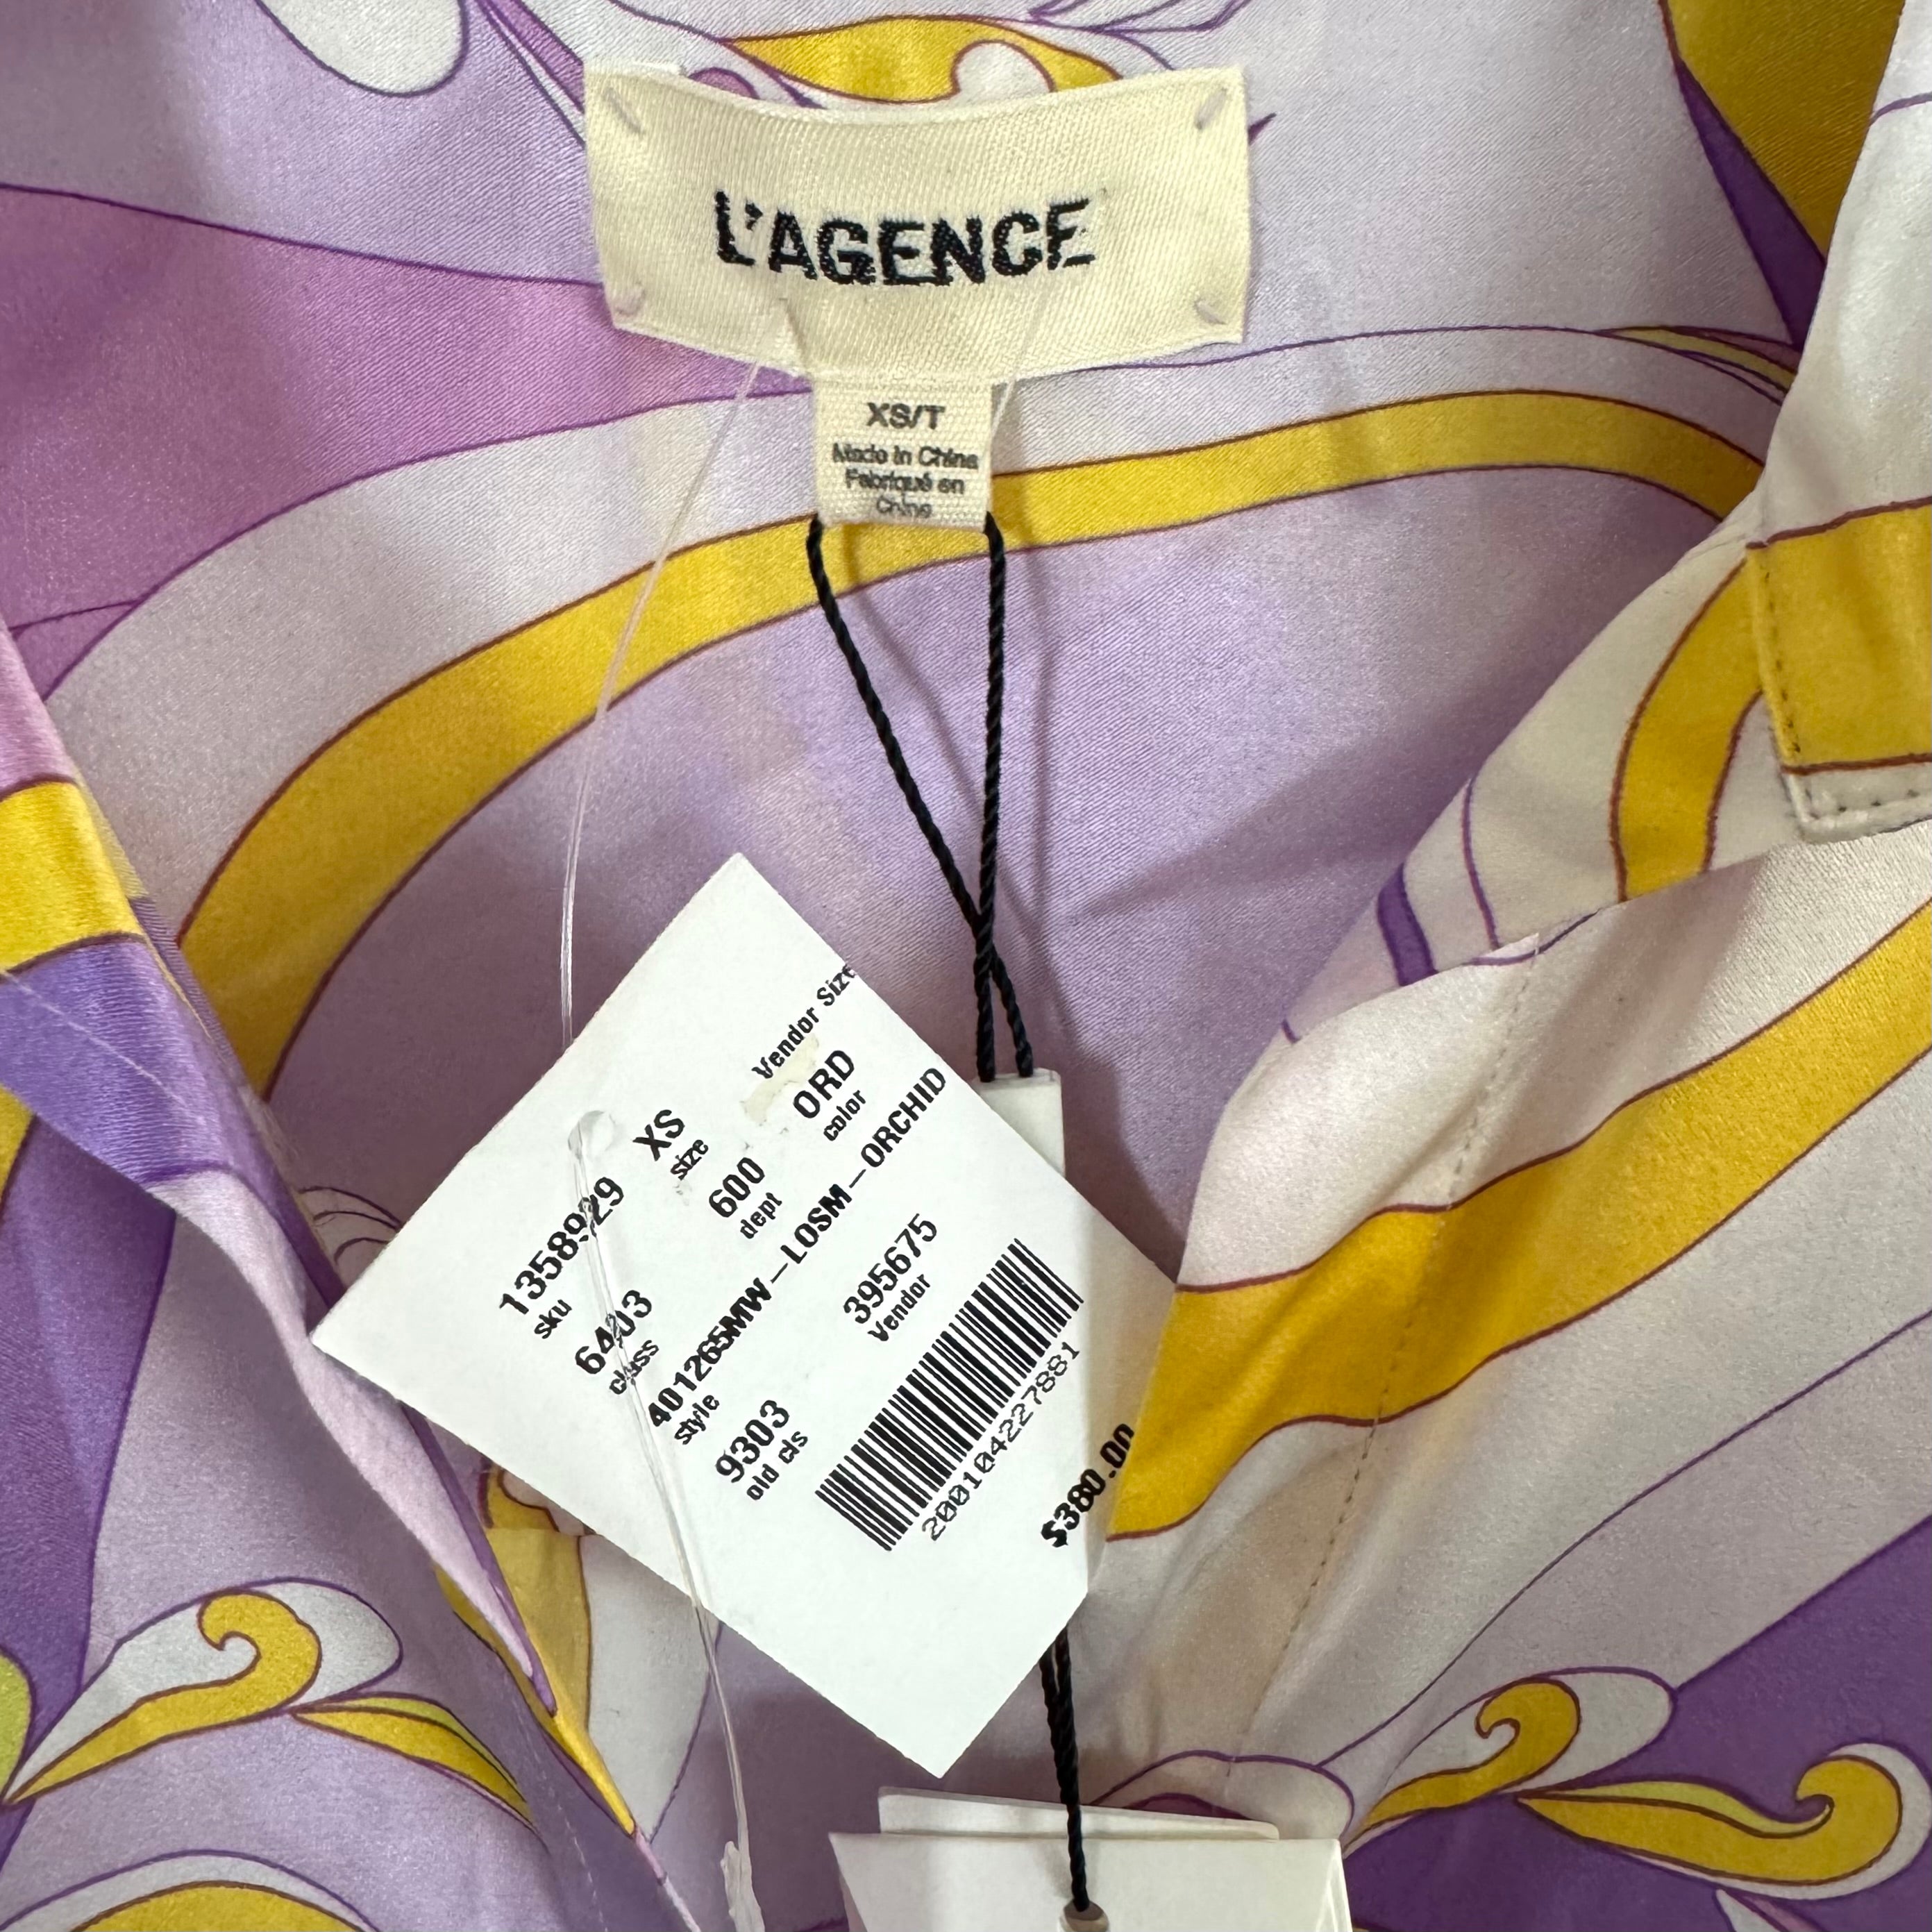 L'AGENCE
XS/T
Made in China
Fabriqué en
Chine
Vendor Size
1358929 XS
sku size
6403 600 ORD
class dept color
401265MW-LOSM-ORCHID
style
9303 395675
old cls Vendor
200104227881
$380.00